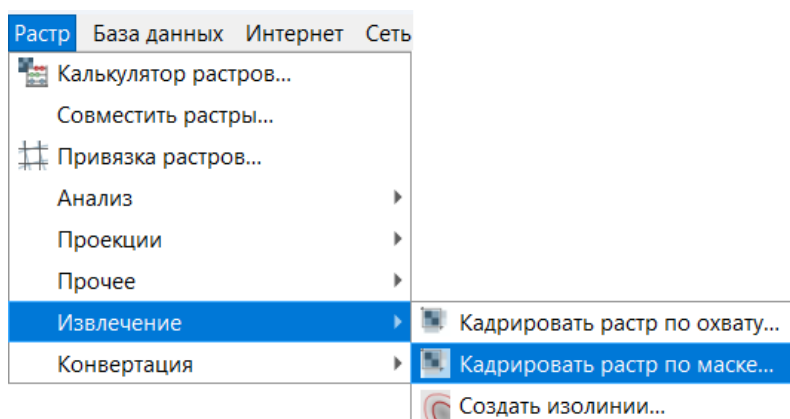 Растр База данных Интернет Сеть
Калькулятор растров...
Совместить растры...
Привязка растров...
Анализ
Проекции
Прочее
Извлечение
Кадрировать растр по охвату...
Конвертация
Кадрировать растр по маске...
Создать изолинии...